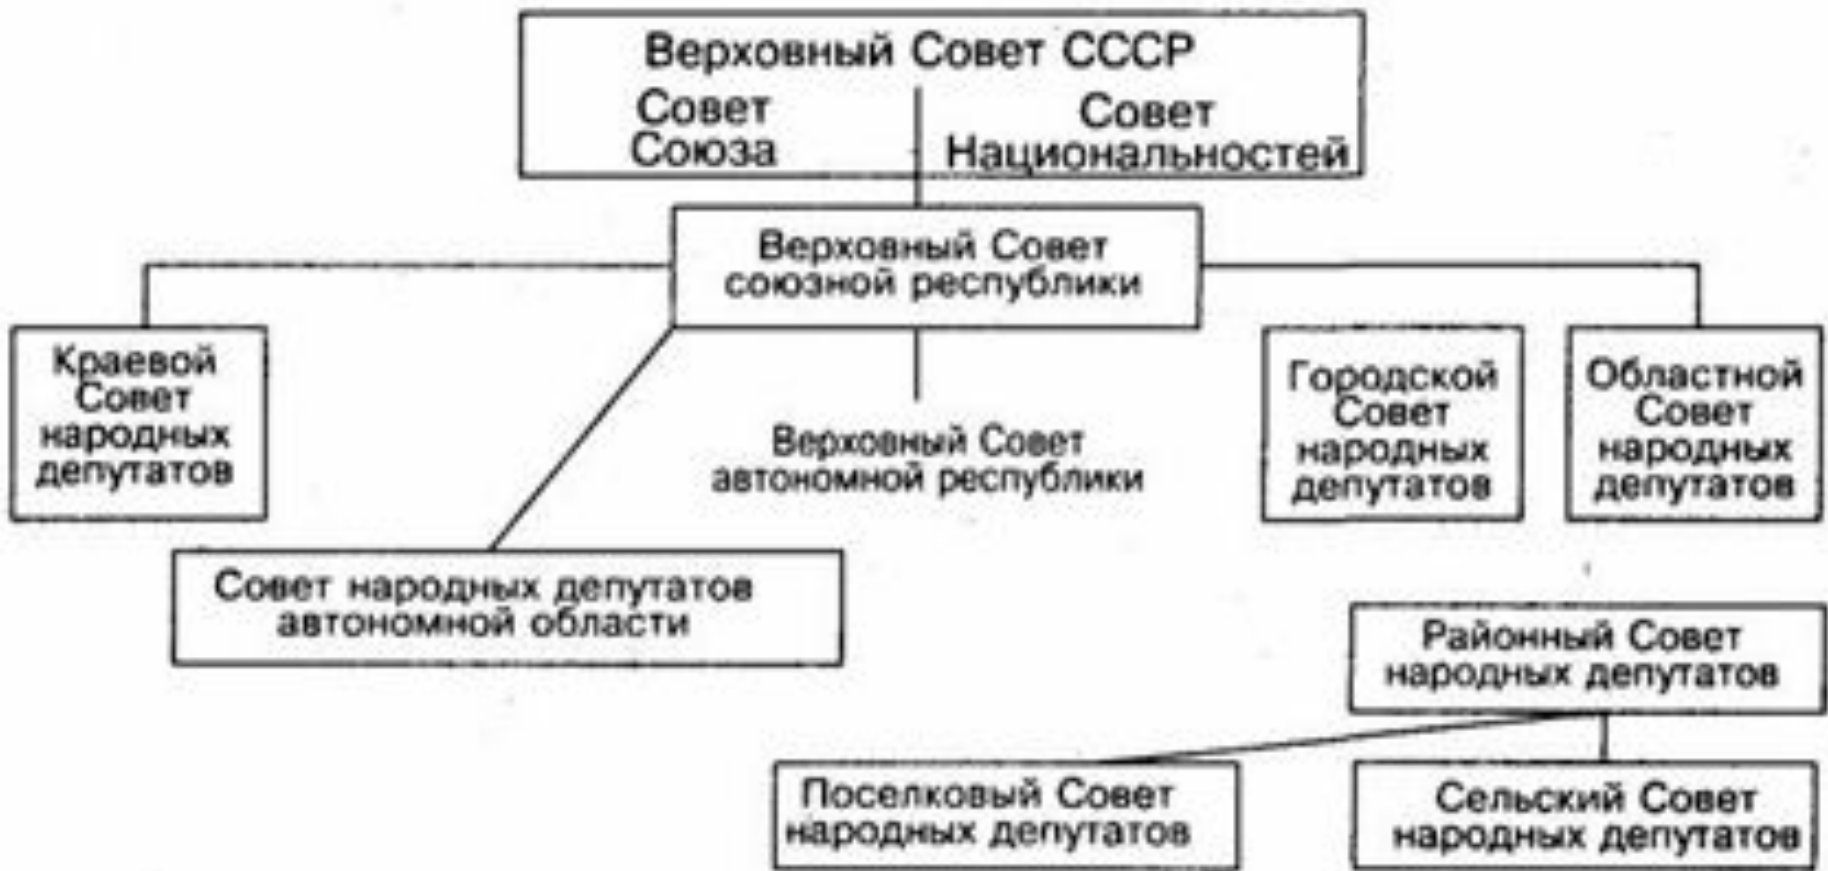 Верховный Совет СССР
Совет
Союза
Совет
Национальностей
Верховный Совет
союзной республики
Краевой
Совет
народных
депутатов
Верховный Совет
автономной республики
Городской
Совет
народных
депутатов
Областной
Совет
народных
депутатов
Совет народных депутатов
автономной области
Районный Совет
народных депутатов
Поселковый Совет
народных депутатов
Сельский Совет
народных депутатов